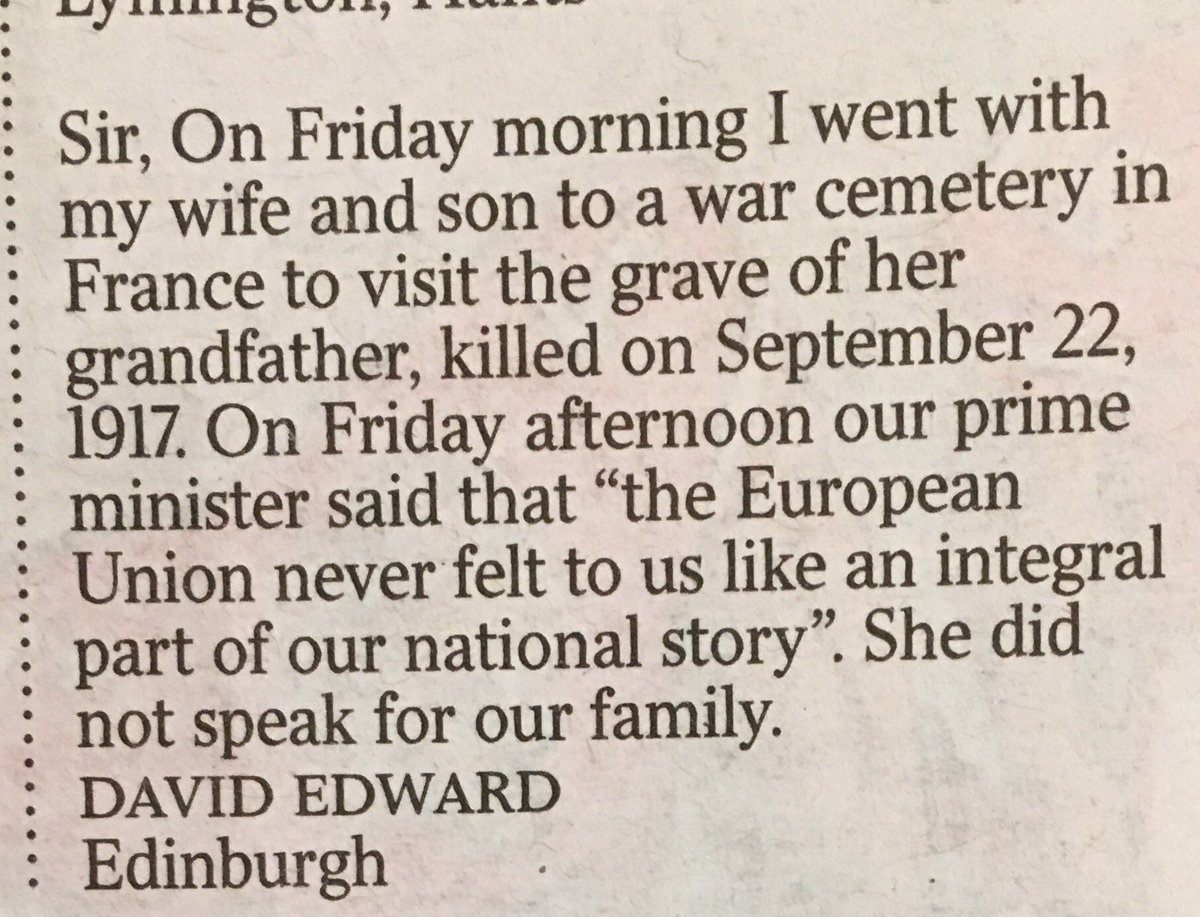 Lymington, Hants
Sir, On Friday morning I went with
my wife and son to a war cemetery in
France to visit the grave of her
grandfather, killed on September 22,
1917. On Friday afternoon our prime
minister said that “the European
Union never felt to us like an integral
part of our national story”. She did
not speak for our family.
DAVID EDWARD
Edinburgh